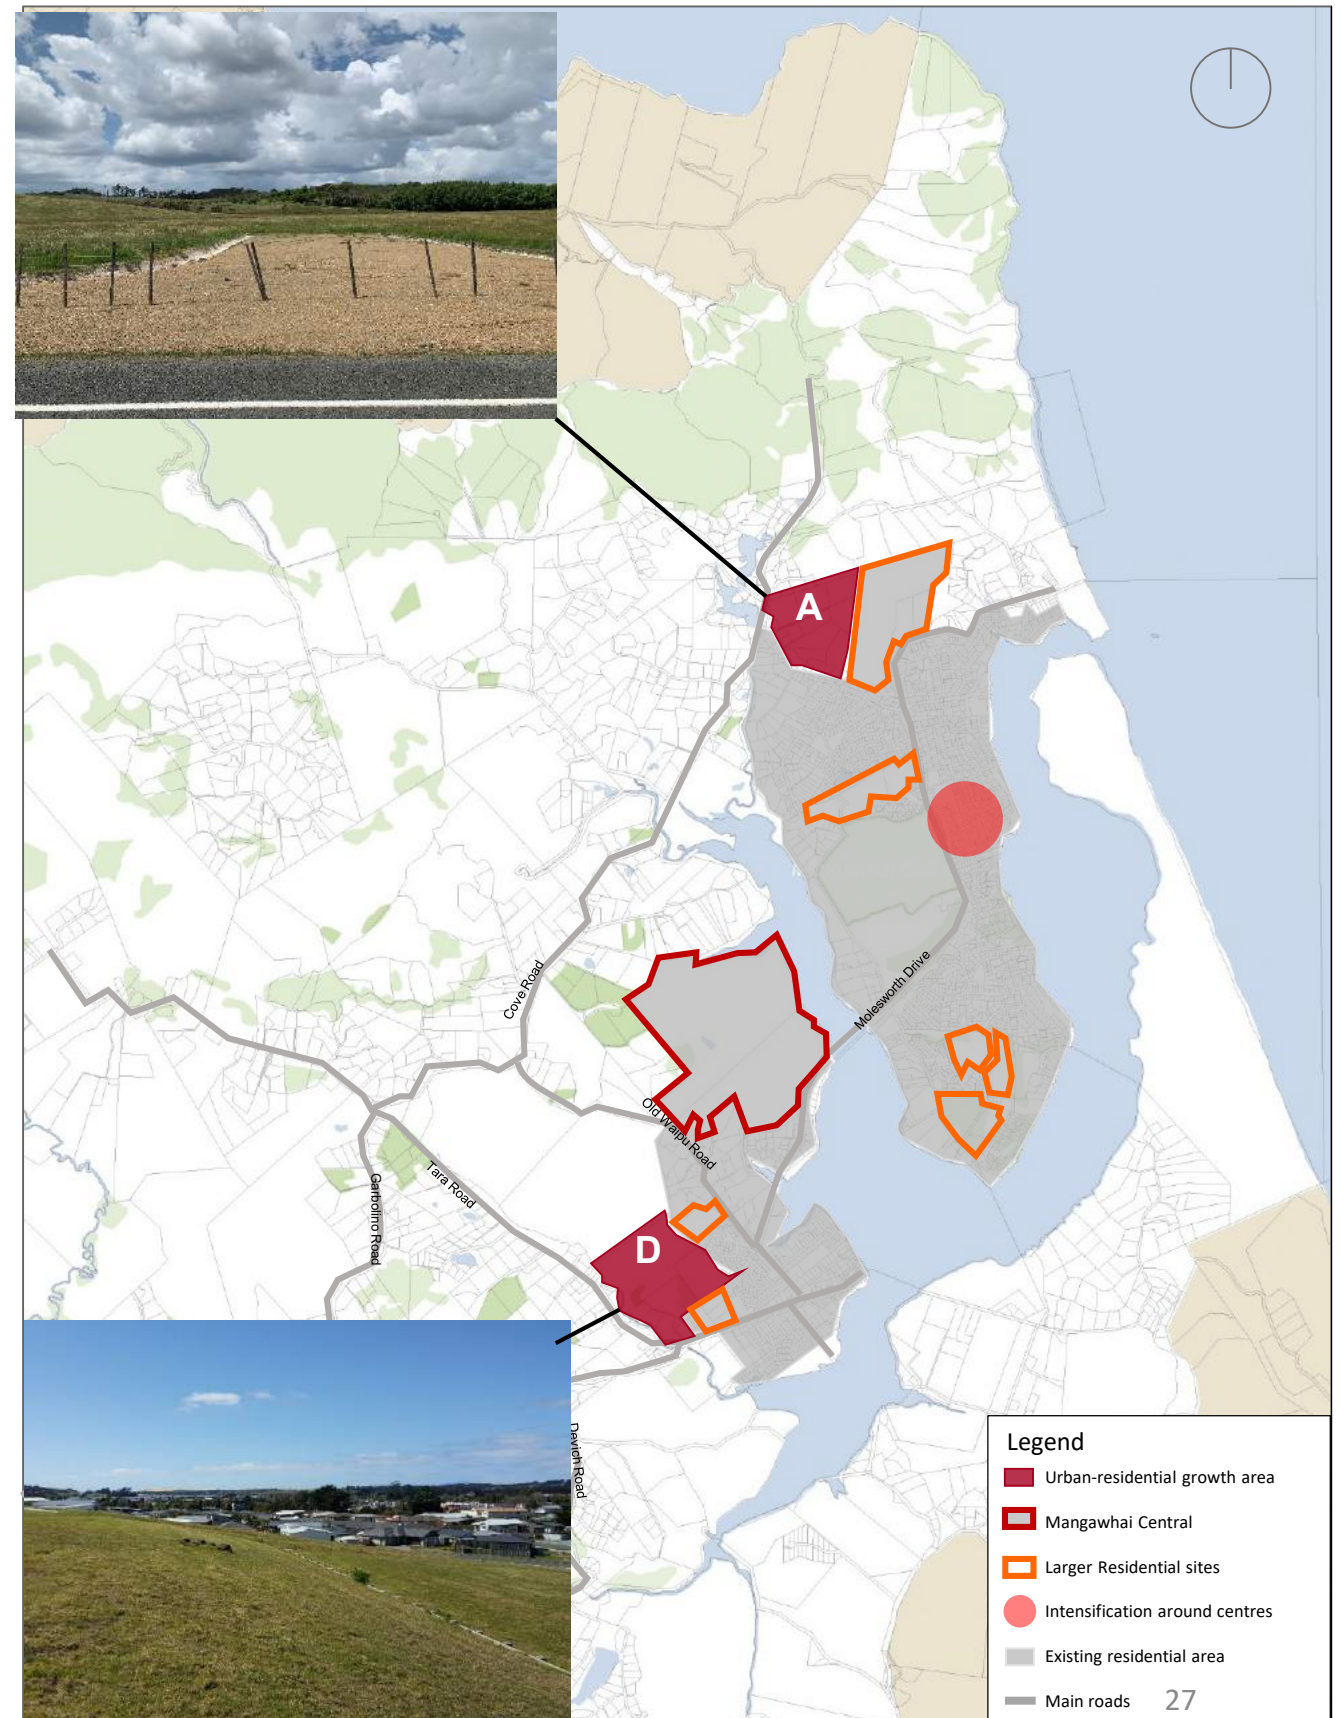 A
Cove Road
Molesworth Drive
Old Waipu Road
Tara Road
Garbolino Road
D
Devich Road
Legend
Urban-residential growth area
Mangawhai Central
Larger Residential sites
Intensification around centres
Existing residential area
Main roads
27